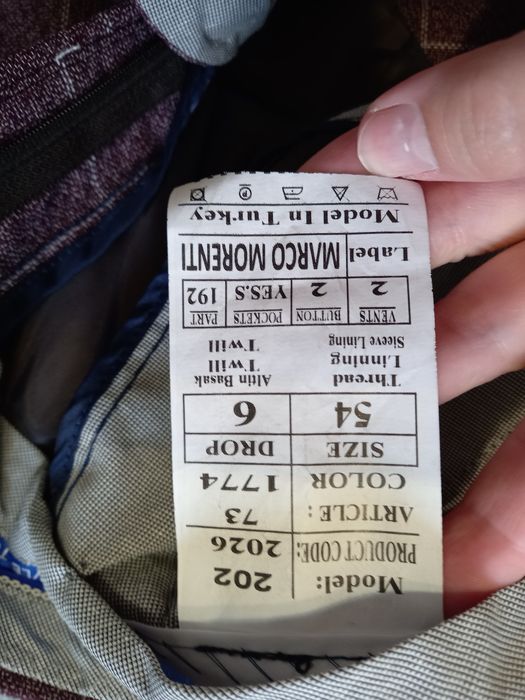 Model: 202
PRODUCT CODE: 2026
ARTICLE : 73
COLOR 1774
SIZE DROP
54 6
Thread Altin Basak
Linning Twill
Sleeve Lining Twill
VENTS BUTTON POCKETS PART
2 2 YES.S 192
Label MARCO MORENTI
Model In Turkey